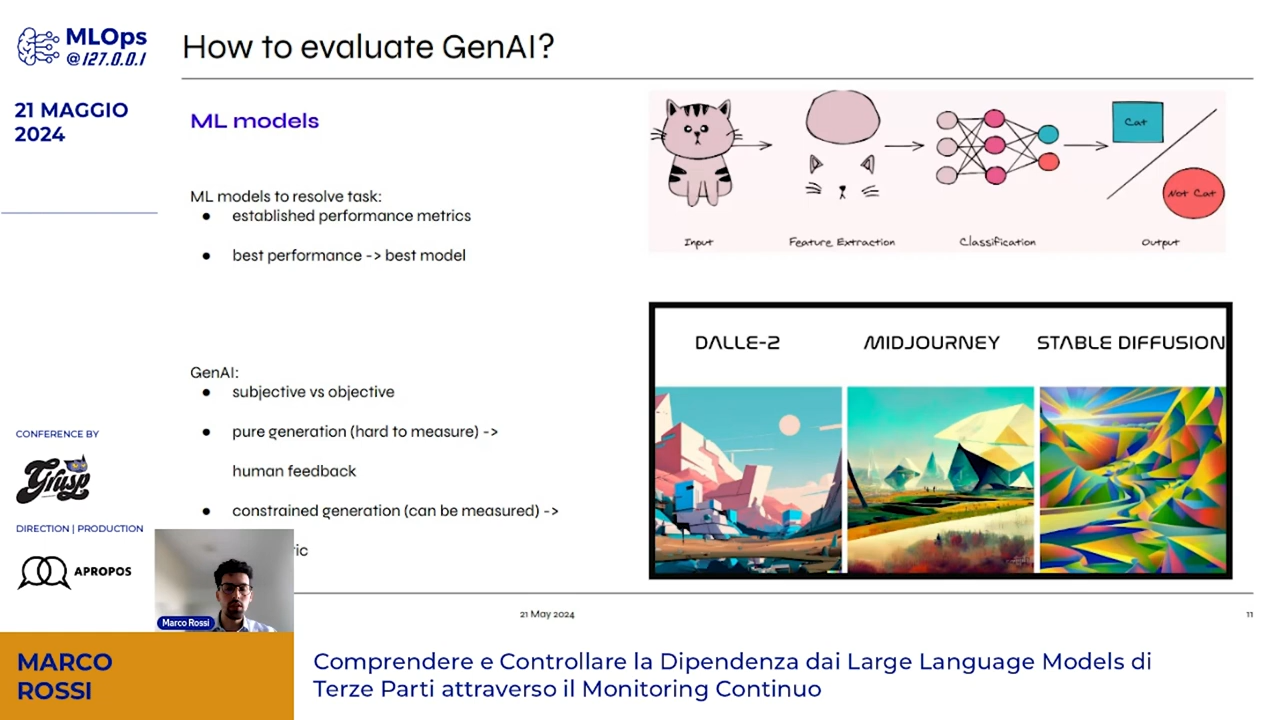 MLOps
@127.0.0.1
How to evaluate GenAI?
21 MAGGIO
2024
ML models
ML models to resolve task:
● established performance metrics
● best performance -> best model
Cat
Not Cat
Input
Feature Extraction
Classification
Output
GenAI:
● subjective vs objective
● pure generation (hard to measure) ->
human feedback
● constrained generation (can be measured) ->
ric
DALLE-2
MIDJOURNEY
STABLE DIFFUSION
CONFERENCE BY
Grusp
DIRECTION | PRODUCTION
APROPOS
Marco Rossi
21 May 2024
11
MARCO
ROSSI
Comprendere e Controllare la Dipendenza dai Large Language Models di
Terze Parti attraverso il Monitoring Continuo